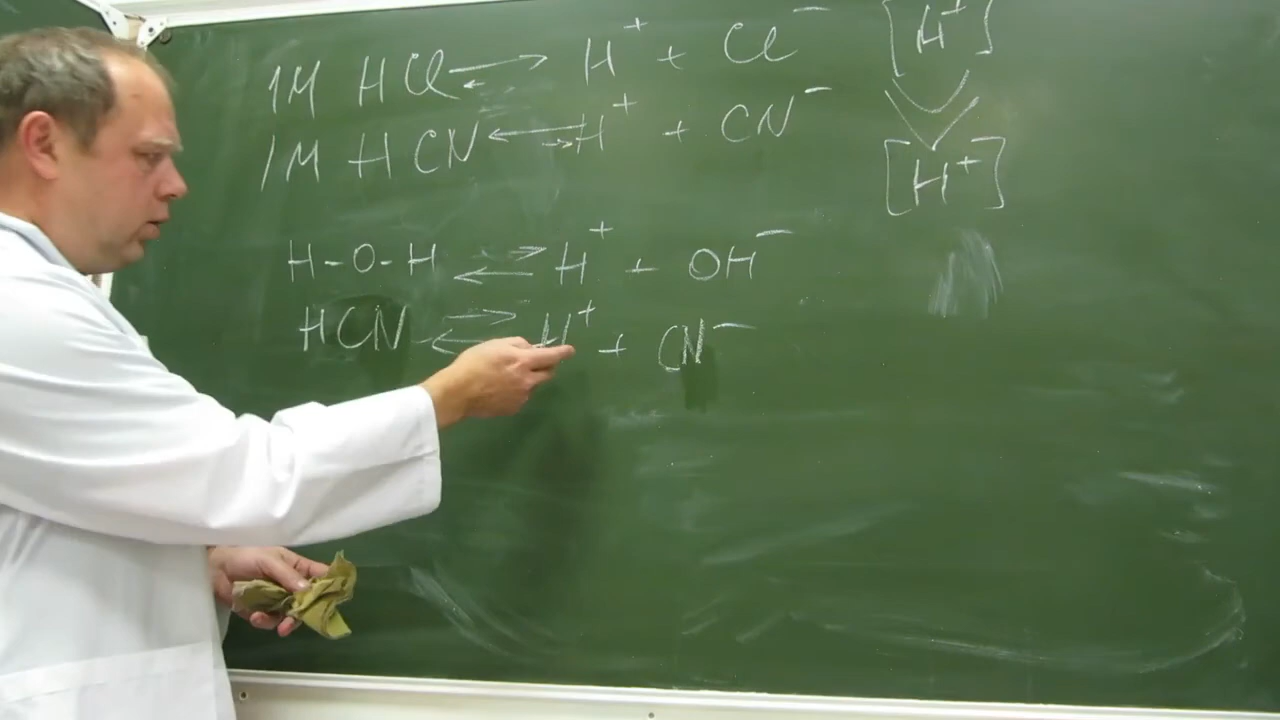 1M HCl ⇄ H⁺ + Cl⁻
1M HCN ⇆ H⁺ + CN⁻
H-O-H ⇄ H⁺ + OH⁻
HCN ⇄ H⁺ + CN⁻
[H⁺]
≫
[H⁺]